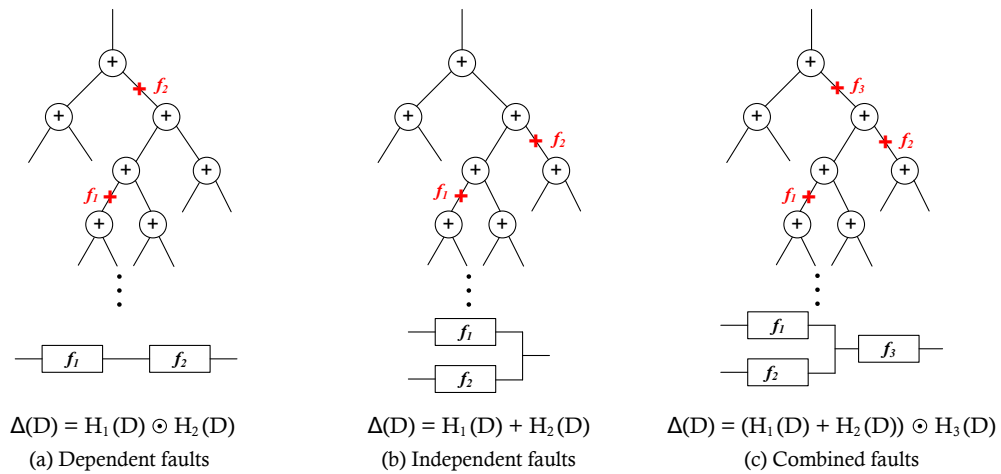 +
f₂
+
+
+
+
f₁
+
+
f₁
f₂
Δ(D) = H₁(D) ⊙ H₂(D)
(a) Dependent faults
+
+
f₂
+
f₁
+
+
f₁
f₂
Δ(D) = H₁(D) + H₂(D)
(b) Independent faults
+
f₃
+
+
f₂
+
+
f₁
+
+
f₁
f₂
f₃
Δ(D) = (H₁(D) + H₂(D)) ⊙ H₃(D)
(c) Combined faults